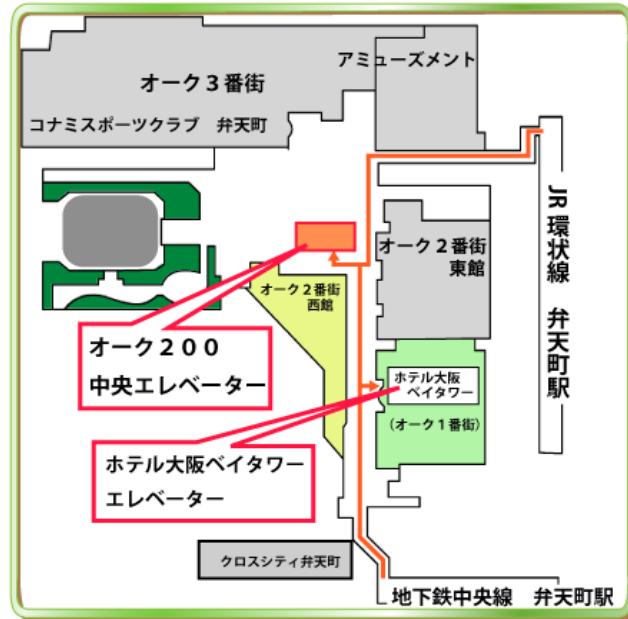 アミューズメント
オーク３番街
コナミスポーツクラブ　弁天町
JR 環状線　弁天町駅
オーク２番街
東館
オーク２番街
西館
オーク２００
中央エレベーター
ホテル大阪
ベイタワー
(オーク１番街)
ホテル大阪ベイタワー
エレベーター
クロスシティ弁天町
地下鉄中央線　弁天町駅